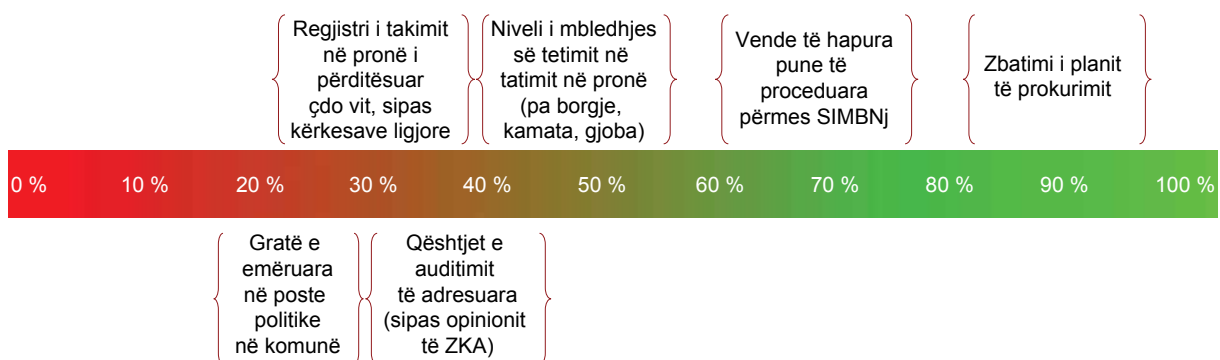 Regjistri i takimit
në pronë i
përditësuar
çdo vit, sipas
kërkesave ligjore
Niveli i mbledhjes
së tetimit në
tatimit në pronë
(pa borgje,
kamata, gjoba)
Vende të hapura
pune të
proceduara
përmes SIMBNj
Zbatimi i planit
të prokurimit
0 % 10 % 20 % 30 % 40 % 50 % 60 % 70 % 80 % 90 % 100 %
Gratë e
emëruara
në poste
politike
në komunë
Qështjet e
auditimit
të adresuara
(sipas opinionit
të ZKA)